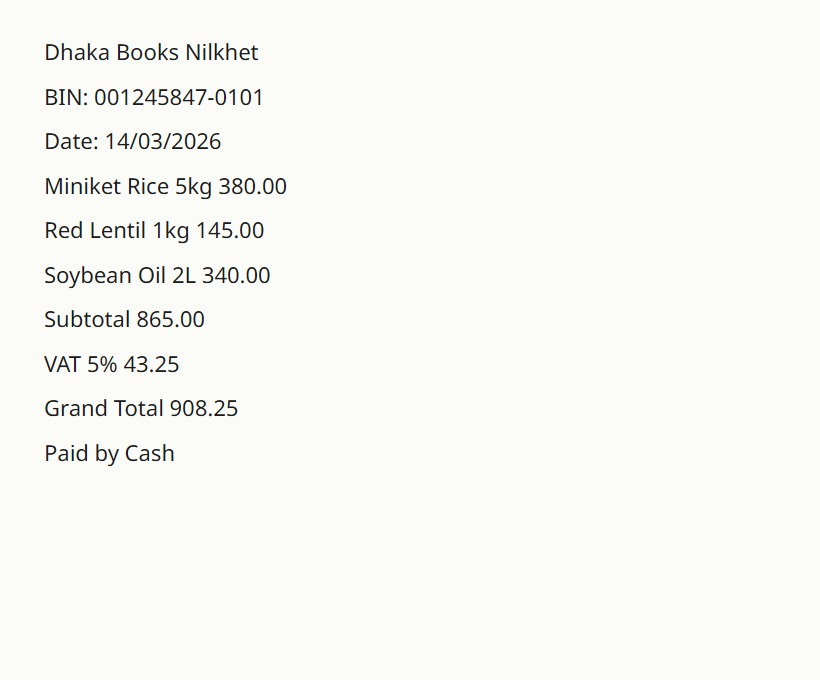 Dhaka Books Nilkhet
BIN: 001245847-0101
Date: 14/03/2026
Miniket Rice 5kg 380.00
Red Lentil 1kg 145.00
Soybean Oil 2L 340.00
Subtotal 865.00
VAT 5% 43.25
Grand Total 908.25
Paid by Cash